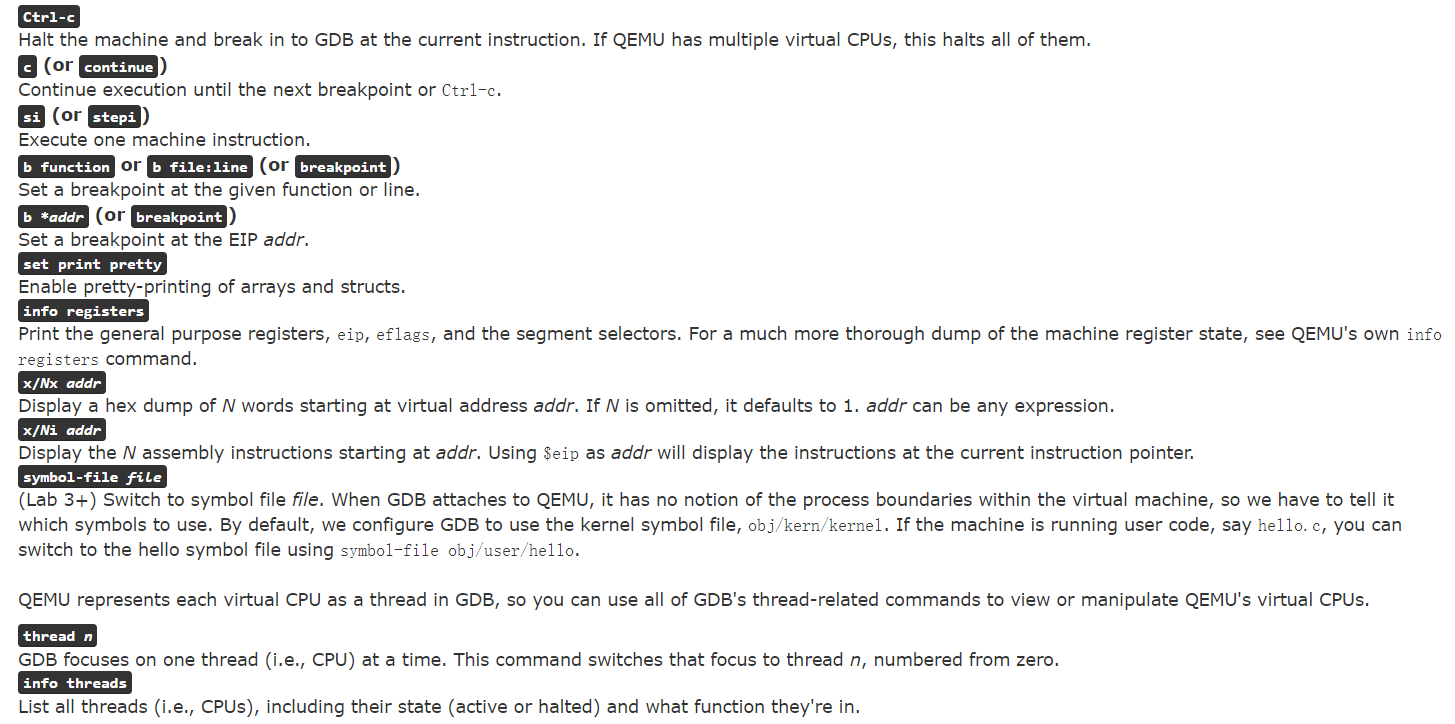 Ctrl-c
Halt the machine and break in to GDB at the current instruction. If QEMU has multiple virtual CPUs, this halts all of them.
c (or continue)
Continue execution until the next breakpoint or Ctrl-c.
si (or stepi)
Execute one machine instruction.
b function or b file:line (or breakpoint)
Set a breakpoint at the given function or line.
b *addr (or breakpoint)
Set a breakpoint at the EIP addr.
set print pretty
Enable pretty-printing of arrays and structs.
info registers
Print the general purpose registers, eip, eflags, and the segment selectors. For a much more thorough dump of the machine register state, see QEMU's own info
registers command.
x/Nx addr
Display a hex dump of N words starting at virtual address addr. If N is omitted, it defaults to 1. addr can be any expression.
x/Ni addr
Display the N assembly instructions starting at addr. Using $eip as addr will display the instructions at the current instruction pointer.
symbol-file file
(Lab 3+) Switch to symbol file file. When GDB attaches to QEMU, it has no notion of the process boundaries within the virtual machine, so we have to tell it
which symbols to use. By default, we configure GDB to use the kernel symbol file, obj/kern/kernel. If the machine is running user code, say hello.c, you can
switch to the hello symbol file using symbol-file obj/user/hello.
QEMU represents each virtual CPU as a thread in GDB, so you can use all of GDB's thread-related commands to view or manipulate QEMU's virtual CPUs.
thread n
GDB focuses on one thread (i.e., CPU) at a time. This command switches that focus to thread n, numbered from zero.
info threads
List all threads (i.e., CPUs), including their state (active or halted) and what function they're in.